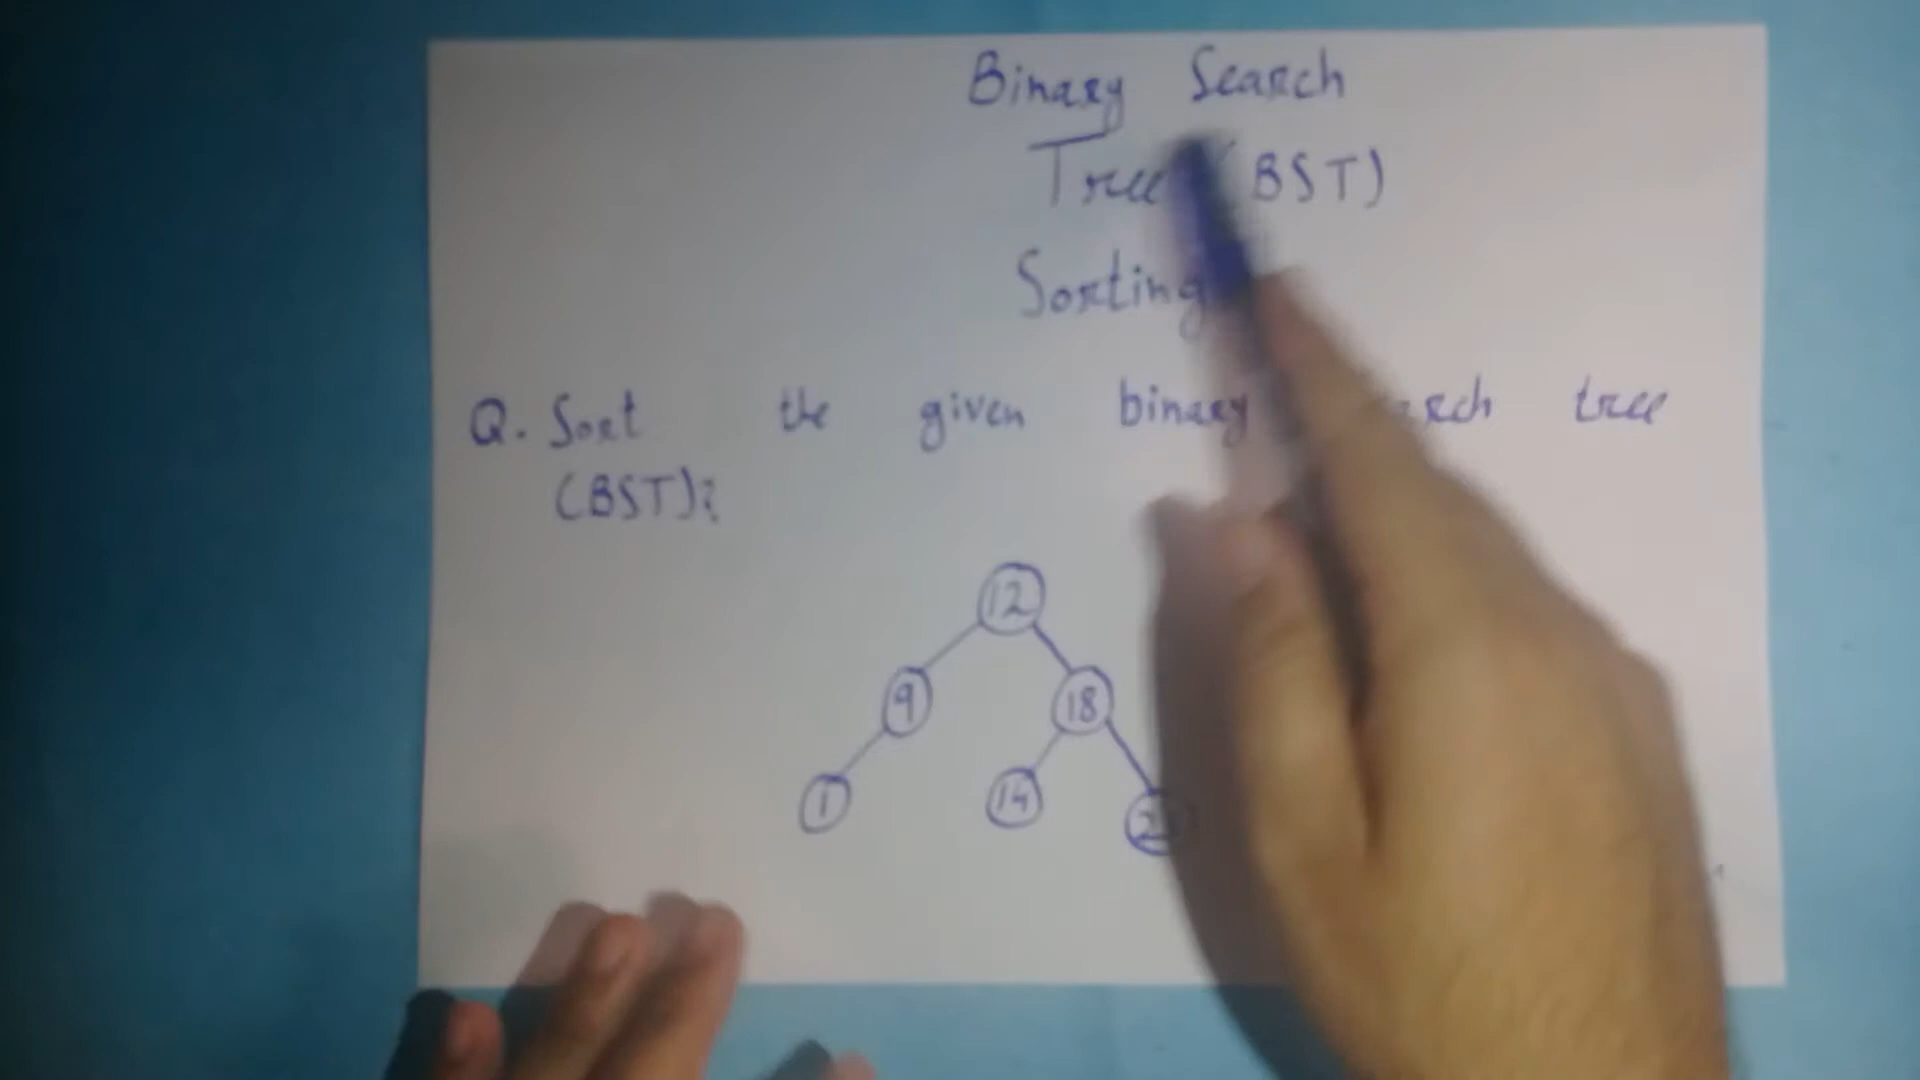 Binary Search
Tree (BST)
Sorting
Q. Sort the given binary tree
(BST):
12
9 18
1 14